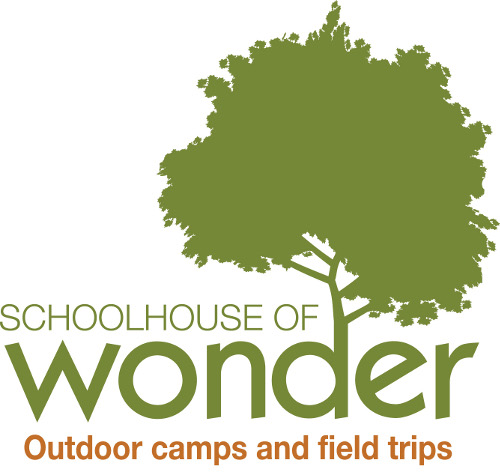 SCHOOLHOUSE OF
wonder
Outdoor camps and field trips